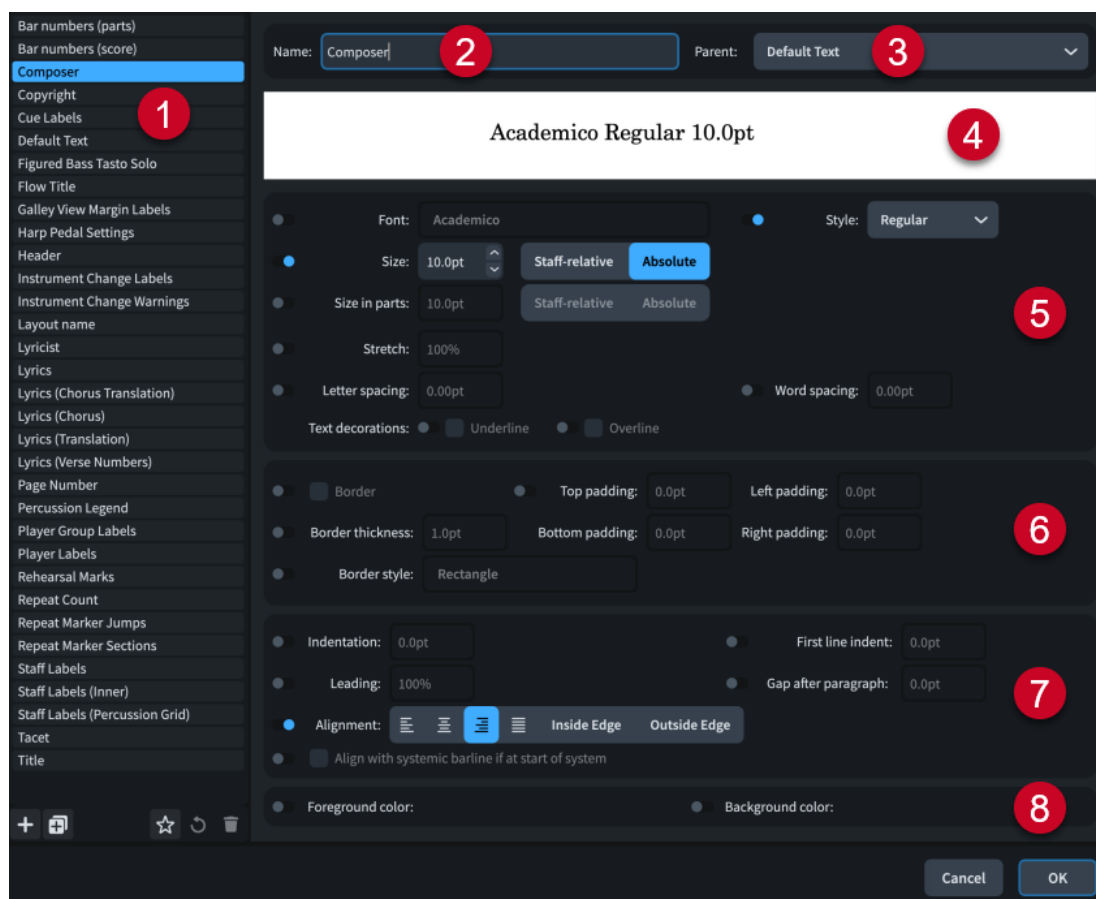 Bar numbers (parts)
Bar numbers (score)
Composer
Copyright
Cue Labels
Default Text
Figured Bass Tasto Solo
Flow Title
Galley View Margin Labels
Harp Pedal Settings
Header
Instrument Change Labels
Instrument Change Warnings
Layout name
Lyricist
Lyrics
Lyrics (Chorus Translation)
Lyrics (Chorus)
Lyrics (Translation)
Lyrics (Verse Numbers)
Page Number
Percussion Legend
Player Group Labels
Player Labels
Rehearsal Marks
Repeat Count
Repeat Marker Jumps
Repeat Marker Sections
Staff Labels
Staff Labels (Inner)
Staff Labels (Percussion Grid)
Tacet
Title
1
Name: Composer 2 Parent: Default Text 3
Academico Regular 10.0pt 4
Font: Academico Style: Regular
Size: 10.0pt Staff-relative Absolute
Size in parts: 10.0pt Staff-relative Absolute
5
Stretch: 100%
Letter spacing: 0.00pt Word spacing: 0.00pt
Text decorations: Underline Overline
Border Top padding: 0.0pt Left padding: 0.0pt
Border thickness: 1.0pt Bottom padding: 0.0pt Right padding: 0.0pt
6
Border style: Rectangle
Indentation: 0.0pt First line indent: 0.0pt
Leading: 100% Gap after paragraph: 0.0pt
7
Alignment: Inside Edge Outside Edge
Align with systemic barline if at start of system
Foreground color: Background color: 8
Cancel OK